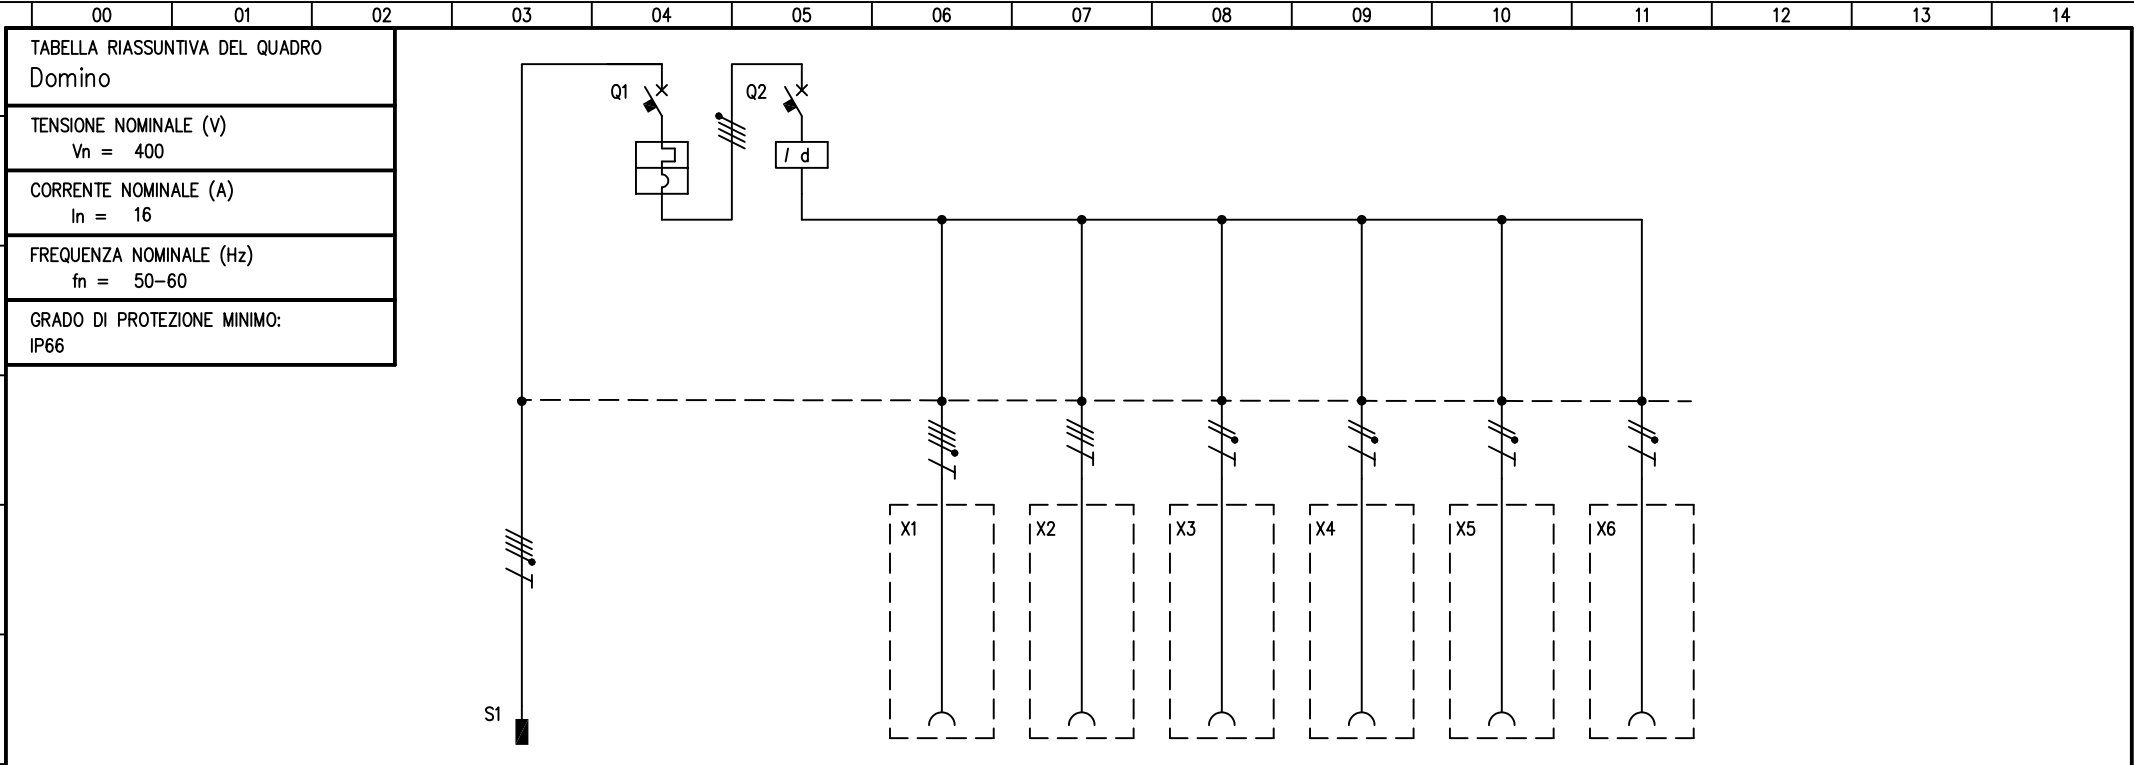 00 01 02 03 04 05 06 07 08 09 10 11 12 13 14
TABELLA RIASSUNTIVA DEL QUADRO
Domino
TENSIONE NOMINALE (V)
Vn = 400
CORRENTE NOMINALE (A)
In = 16
FREQUENZA NOMINALE (Hz)
fn = 50-60
GRADO DI PROTEZIONE MINIMO:
IP66
Q1 Q2
I d
X1 X2 X3 X4 X5 X6
S1